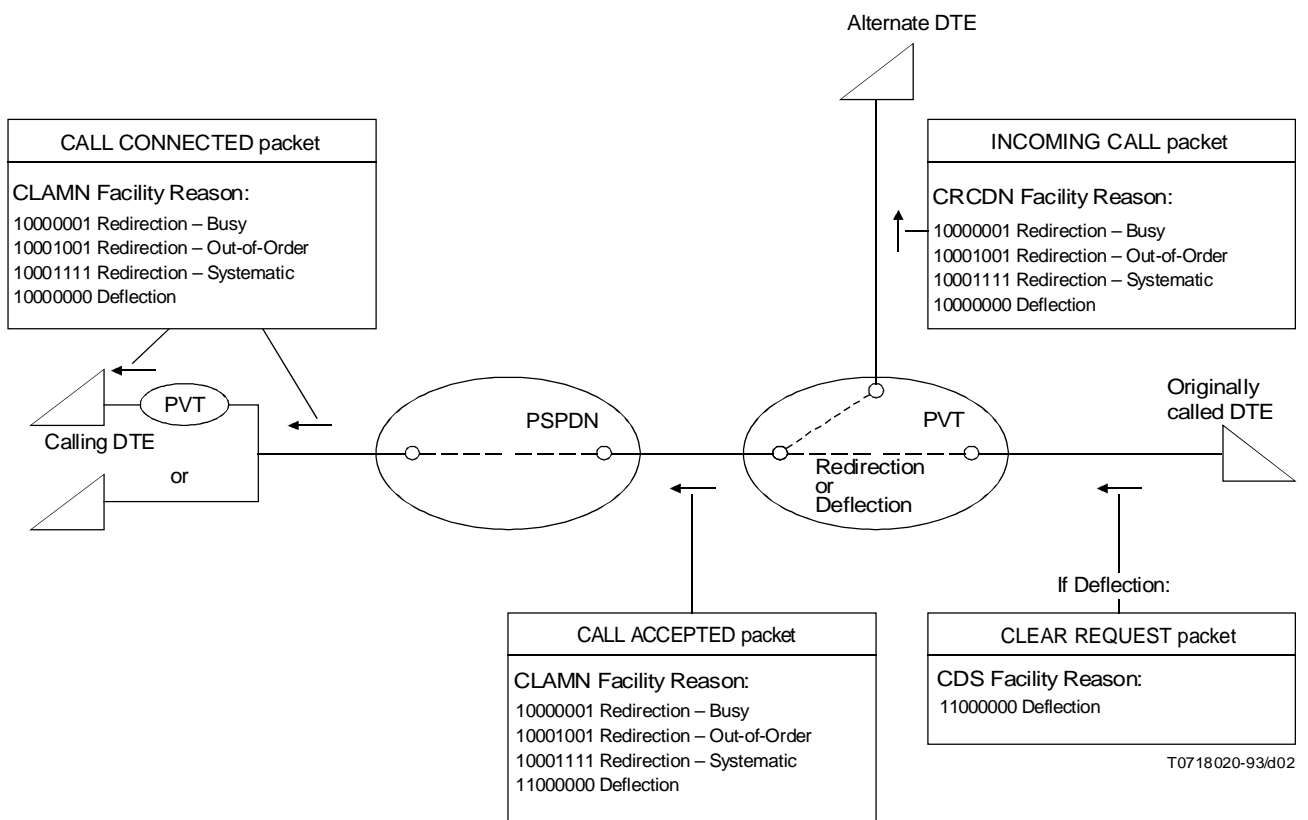 Alternate DTE
CALL CONNECTED packet
CLAMN Facility Reason:
10000001 Redirection – Busy
10001001 Redirection – Out-of-Order
10001111 Redirection – Systematic
10000000 Deflection
INCOMING CALL packet
CRCDN Facility Reason:
10000001 Redirection – Busy
10001001 Redirection – Out-of-Order
10001111 Redirection – Systematic
10000000 Deflection
PVT
Calling DTE
or
PSPDN
PVT
Redirection
or
Deflection
Originally
called DTE
If Deflection:
CALL ACCEPTED packet
CLAMN Facility Reason:
10000001 Redirection – Busy
10001001 Redirection – Out-of-Order
10001111 Redirection – Systematic
11000000 Deflection
CLEAR REQUEST packet
CDS Facility Reason:
11000000 Deflection
T0718020-93/d02